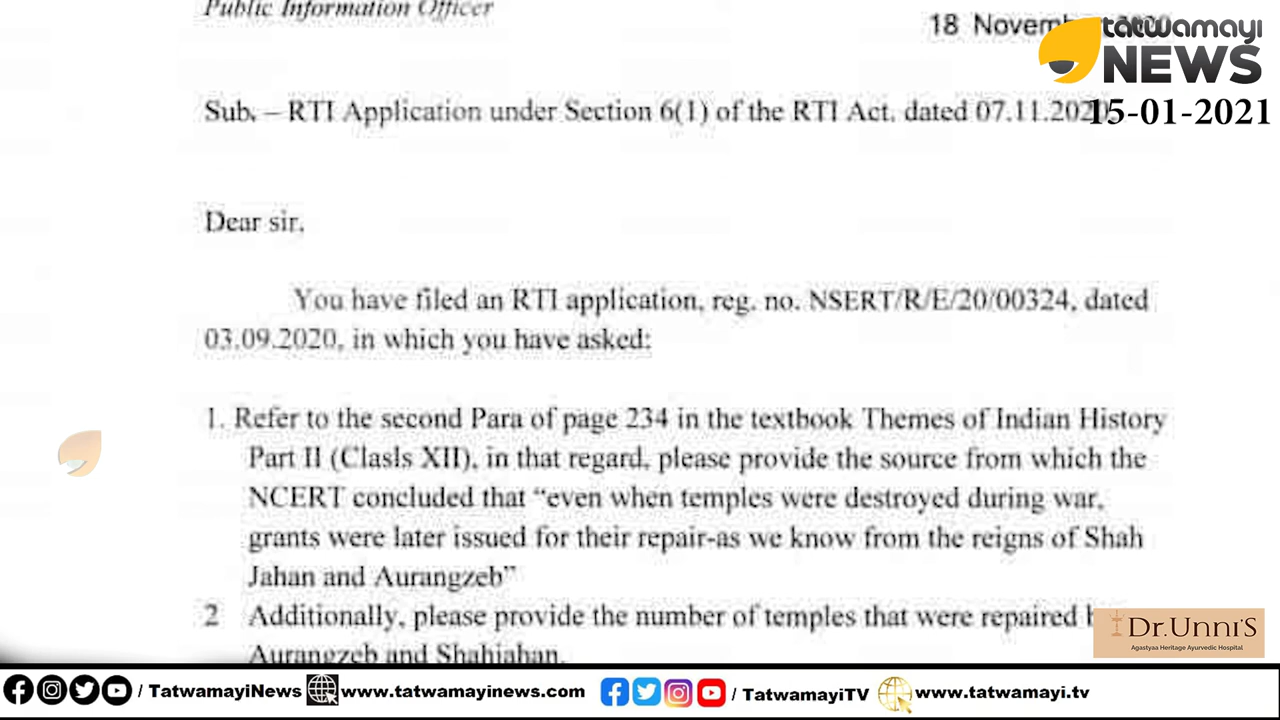 Public Information Officer
18 Novem
tatwamayi
NEWS
15-01-2021
Sub. – RTI Application under Section 6(1) of the RTI Act. dated 07.11.2020
Dear sir,
You have filed an RTI application, reg. no. NSERT/R/E/20/00324, dated
03.09.2020, in which you have asked:
1. Refer to the second Para of page 234 in the textbook Themes of Indian History
Part II (Clasls XII), in that regard, please provide the source from which the
NCERT concluded that “even when temples were destroyed during war,
grants were later issued for their repair-as we know from the reigns of Shah
Jahan and Aurangzeb”
2 Additionally, please provide the number of temples that were repaired
Aurangzeb and Shahjahan.
Dr.Unni'S
Agastyaa Heritage Ayurvedic Hospital
/ TatwamayiNews www.tatwamayinews.com / TatwamayiTV www.tatwamayi.tv